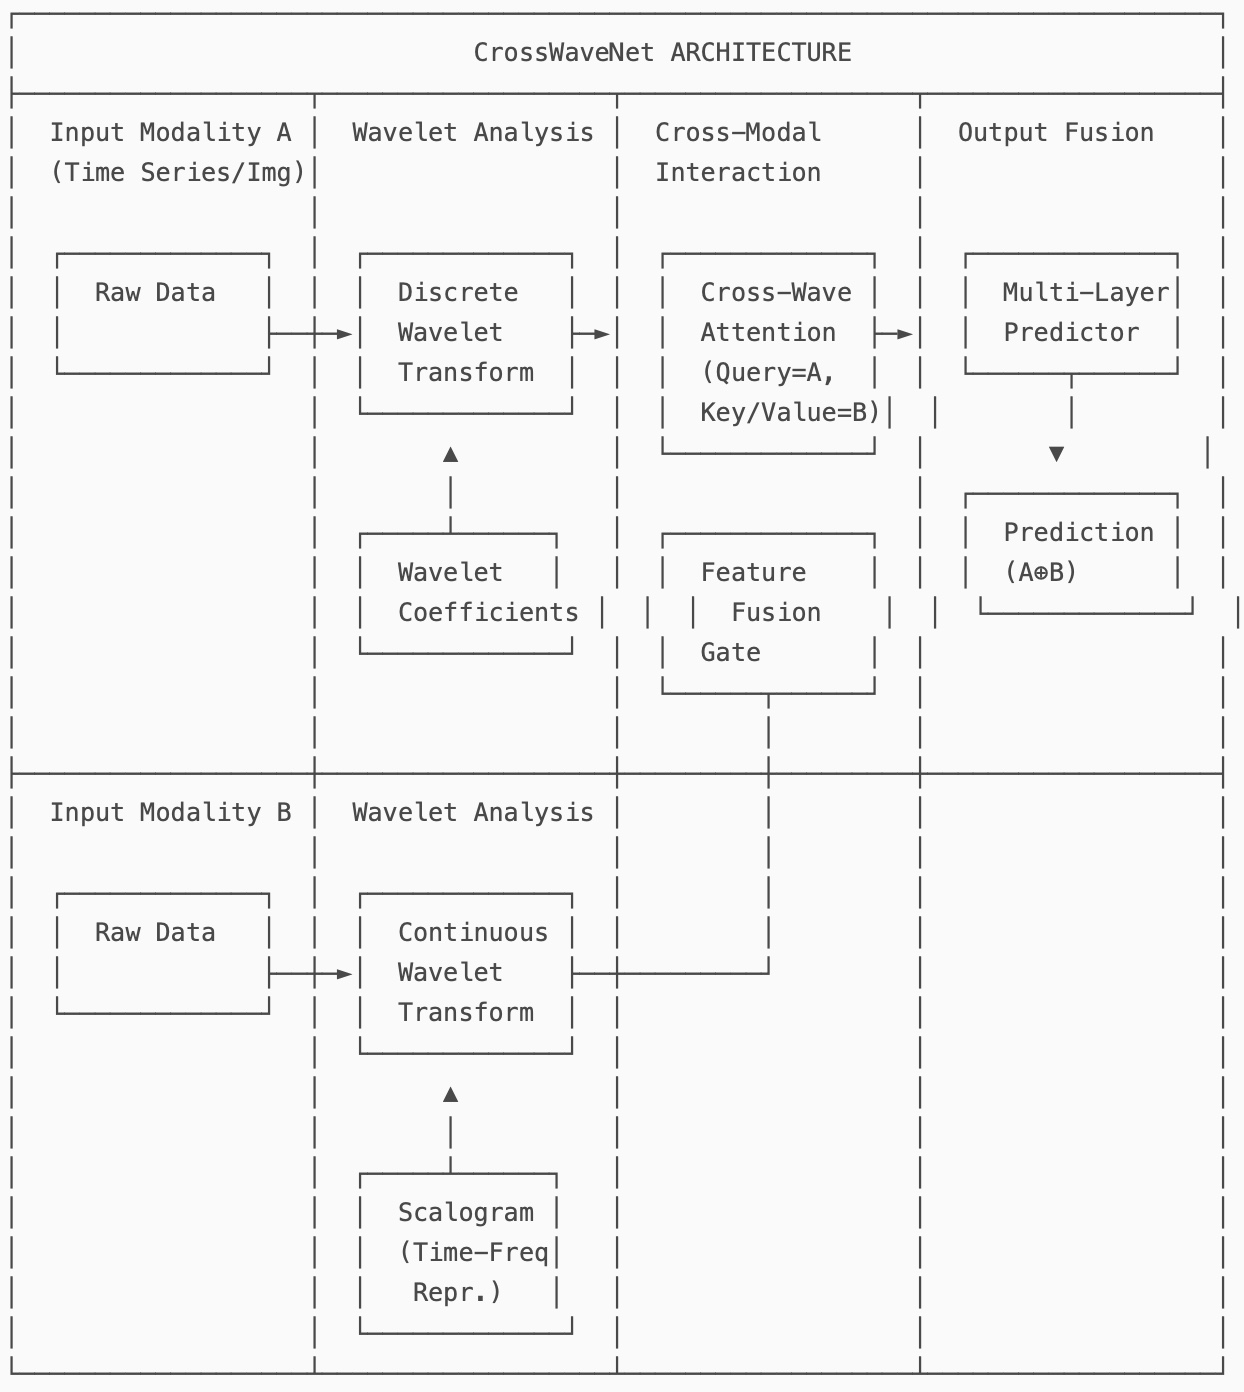 CrossWaveNet ARCHITECTURE
Input Modality A
(Time Series/Img)
Wavelet Analysis
Cross-Modal
Interaction
Output Fusion
Raw Data
Discrete
Wavelet
Transform
Cross-Wave
Attention
(Query=A,
Key/Value=B)
Multi-Layer
Predictor
Wavelet
Coefficients
Feature
Fusion
Gate
Prediction
(A⊕B)
Input Modality B
Wavelet Analysis
Raw Data
Continuous
Wavelet
Transform
Scalogram
(Time-Freq
Repr.)